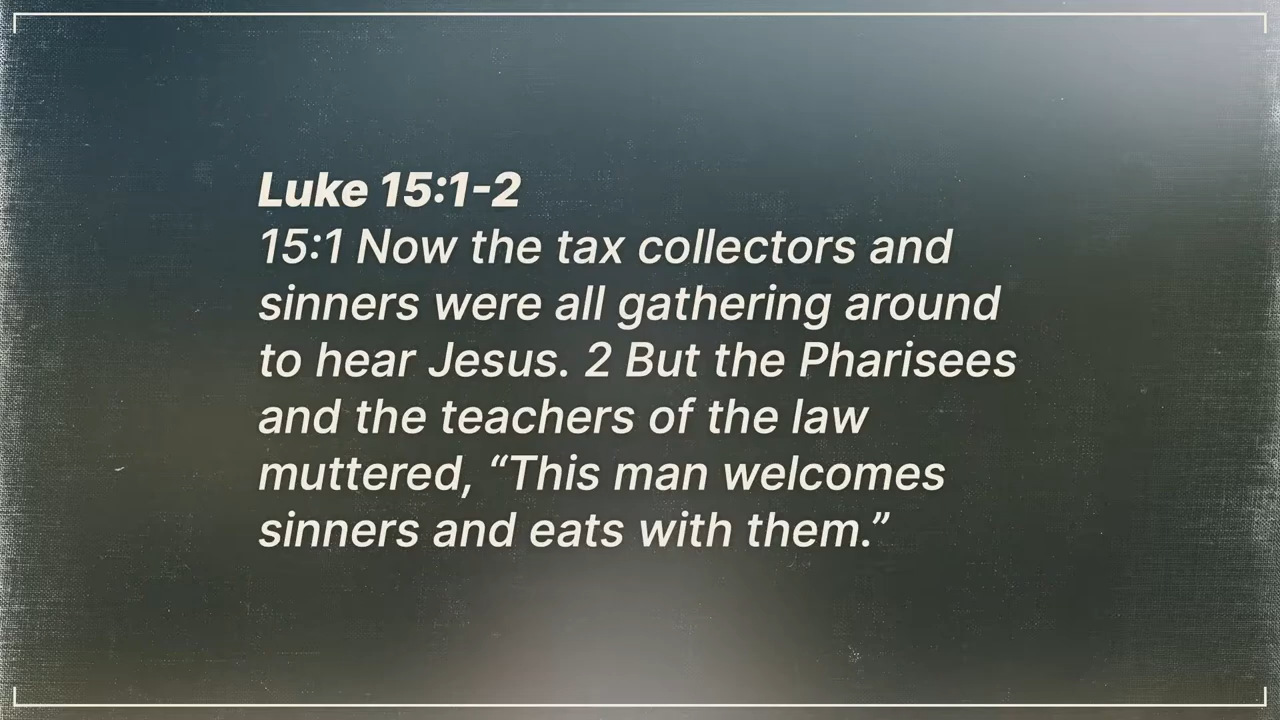 Luke 15:1-2
15:1 Now the tax collectors and
sinners were all gathering around
to hear Jesus. 2 But the Pharisees
and the teachers of the law
muttered, “This man welcomes
sinners and eats with them.”